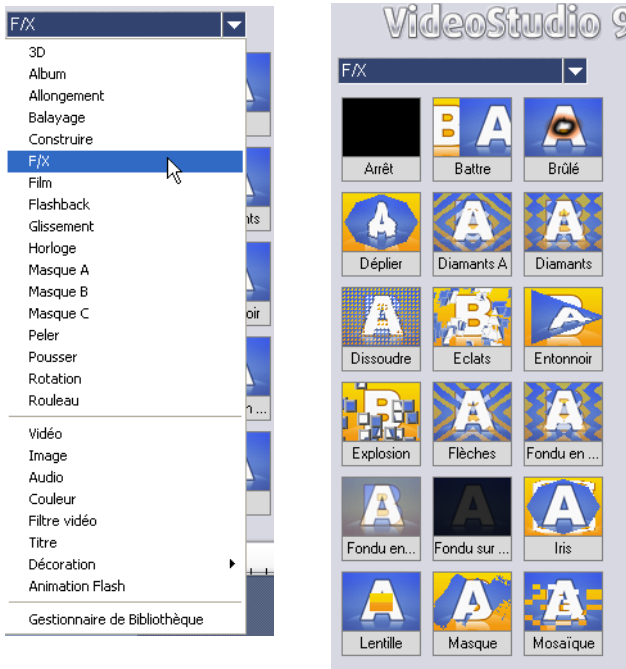 F/X
3D
Album
Allongement
Balayage
Construire
F/X
Film
Flashback
Glissement
Horloge
Masque A
Masque B
Masque C
Peler
Pousser
Rotation
Rouleau
Vidéo
Image
Audio
Couleur
Filtre vidéo
Titre
Décoration
Animation Flash
Gestionnaire de Bibliothèque
VideoStudio 9
F/X
Arrêt Battre Brûlé
Déplier Diamants A Diamants
Dissoudre Eclats Entonnoir
Explosion Flèches Fondu en ...
Fondu en... Fondu sur ... Iris
Lentille Masque Mosaïque